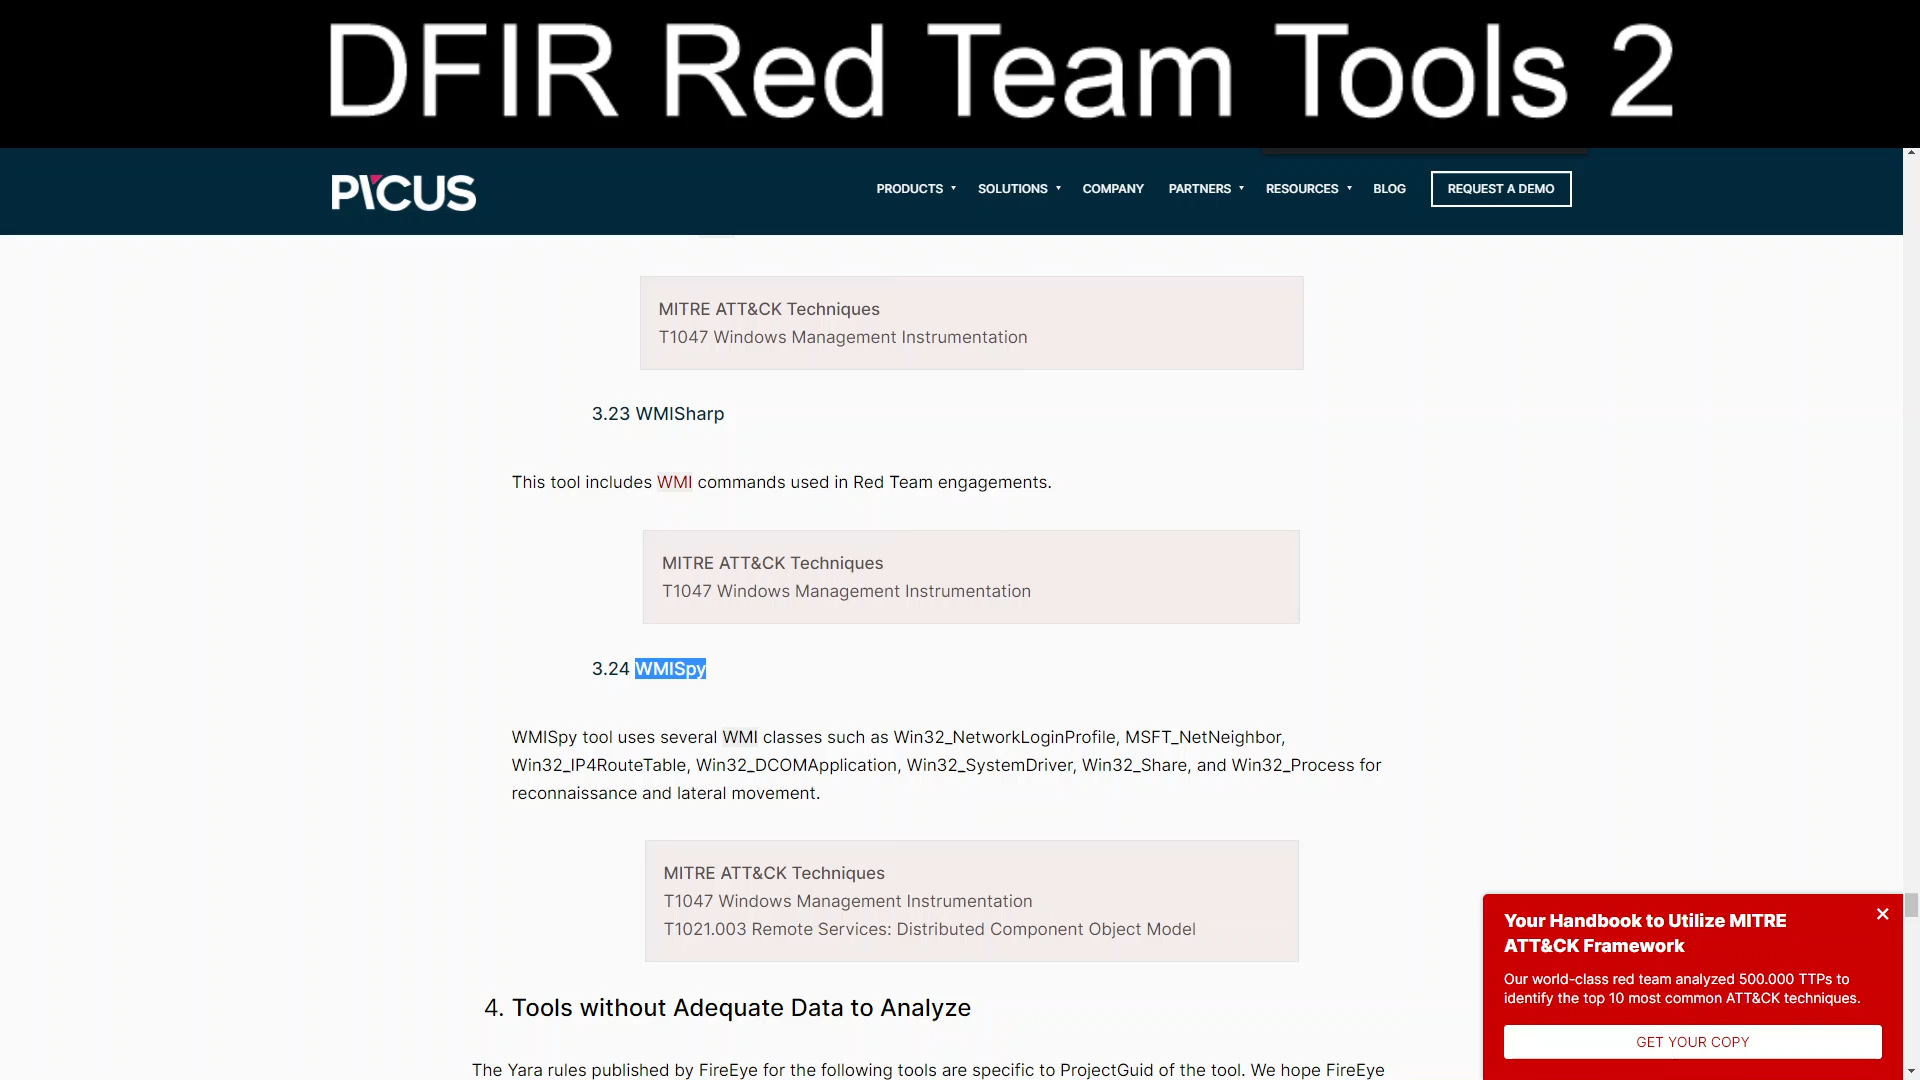 DFIR Red Team Tools 2
PICUS
PRODUCTS SOLUTIONS COMPANY PARTNERS RESOURCES BLOG REQUEST A DEMO
MITRE ATT&CK Techniques
T1047 Windows Management Instrumentation
3.23 WMISharp
This tool includes WMI commands used in Red Team engagements.
MITRE ATT&CK Techniques
T1047 Windows Management Instrumentation
3.24 WMISpy
WMISpy tool uses several WMI classes such as Win32_NetworkLoginProfile, MSFT_NetNeighbor,
Win32_IP4RouteTable, Win32_DCOMApplication, Win32_SystemDriver, Win32_Share, and Win32_Process for
reconnaissance and lateral movement.
MITRE ATT&CK Techniques
T1047 Windows Management Instrumentation
T1021.003 Remote Services: Distributed Component Object Model
4. Tools without Adequate Data to Analyze
The Yara rules published by FireEye for the following tools are specific to ProjectGuid of the tool. We hope FireEye
Your Handbook to Utilize MITRE
ATT&CK Framework
Our world-class red team analyzed 500.000 TTPs to
identify the top 10 most common ATT&CK techniques.
GET YOUR COPY